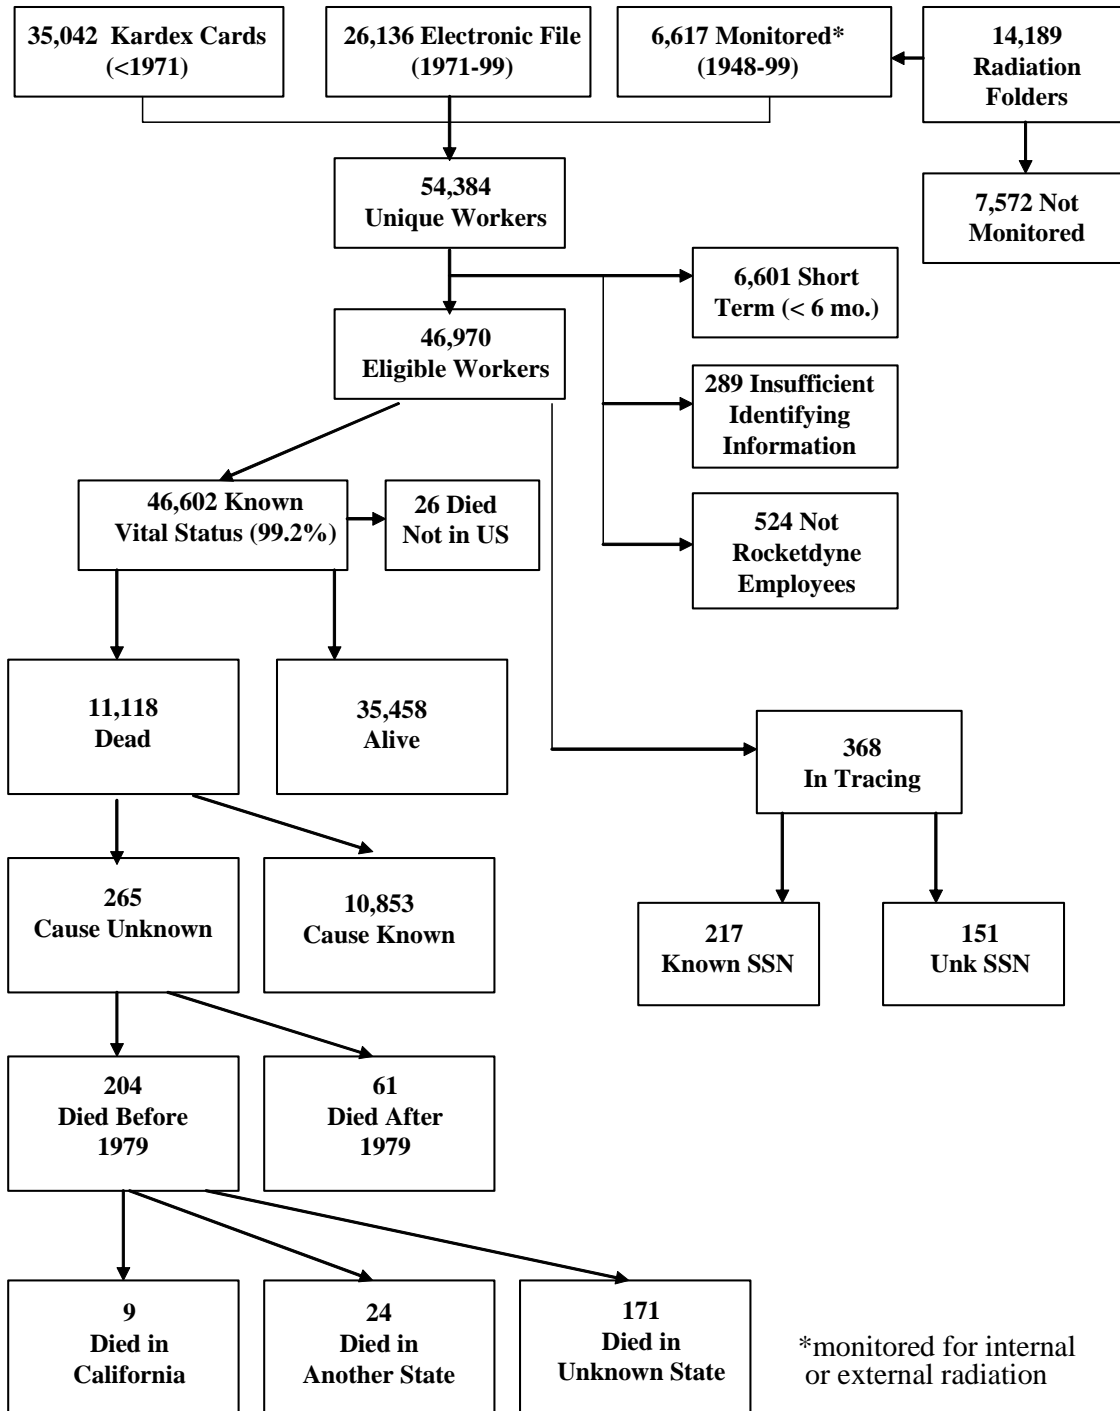 35,042 Kardex Cards
(<1971)
26,136 Electronic File
(1971-99)
6,617 Monitored*
(1948-99)
14,189
Radiation
Folders
54,384
Unique Workers
7,572 Not
Monitored
6,601 Short
Term (< 6 mo.)
46,970
Eligible Workers
289 Insufficient
Identifying
Information
46,602 Known
Vital Status (99.2%)
26 Died
Not in US
524 Not
Rocketdyne
Employees
11,118
Dead
35,458
Alive
368
In Tracing
265
Cause Unknown
10,853
Cause Known
217
Known SSN
151
Unk SSN
204
Died Before
1979
61
Died After
1979
9
Died in
California
24
Died in
Another State
171
Died in
Unknown State
*monitored for internal
or external radiation